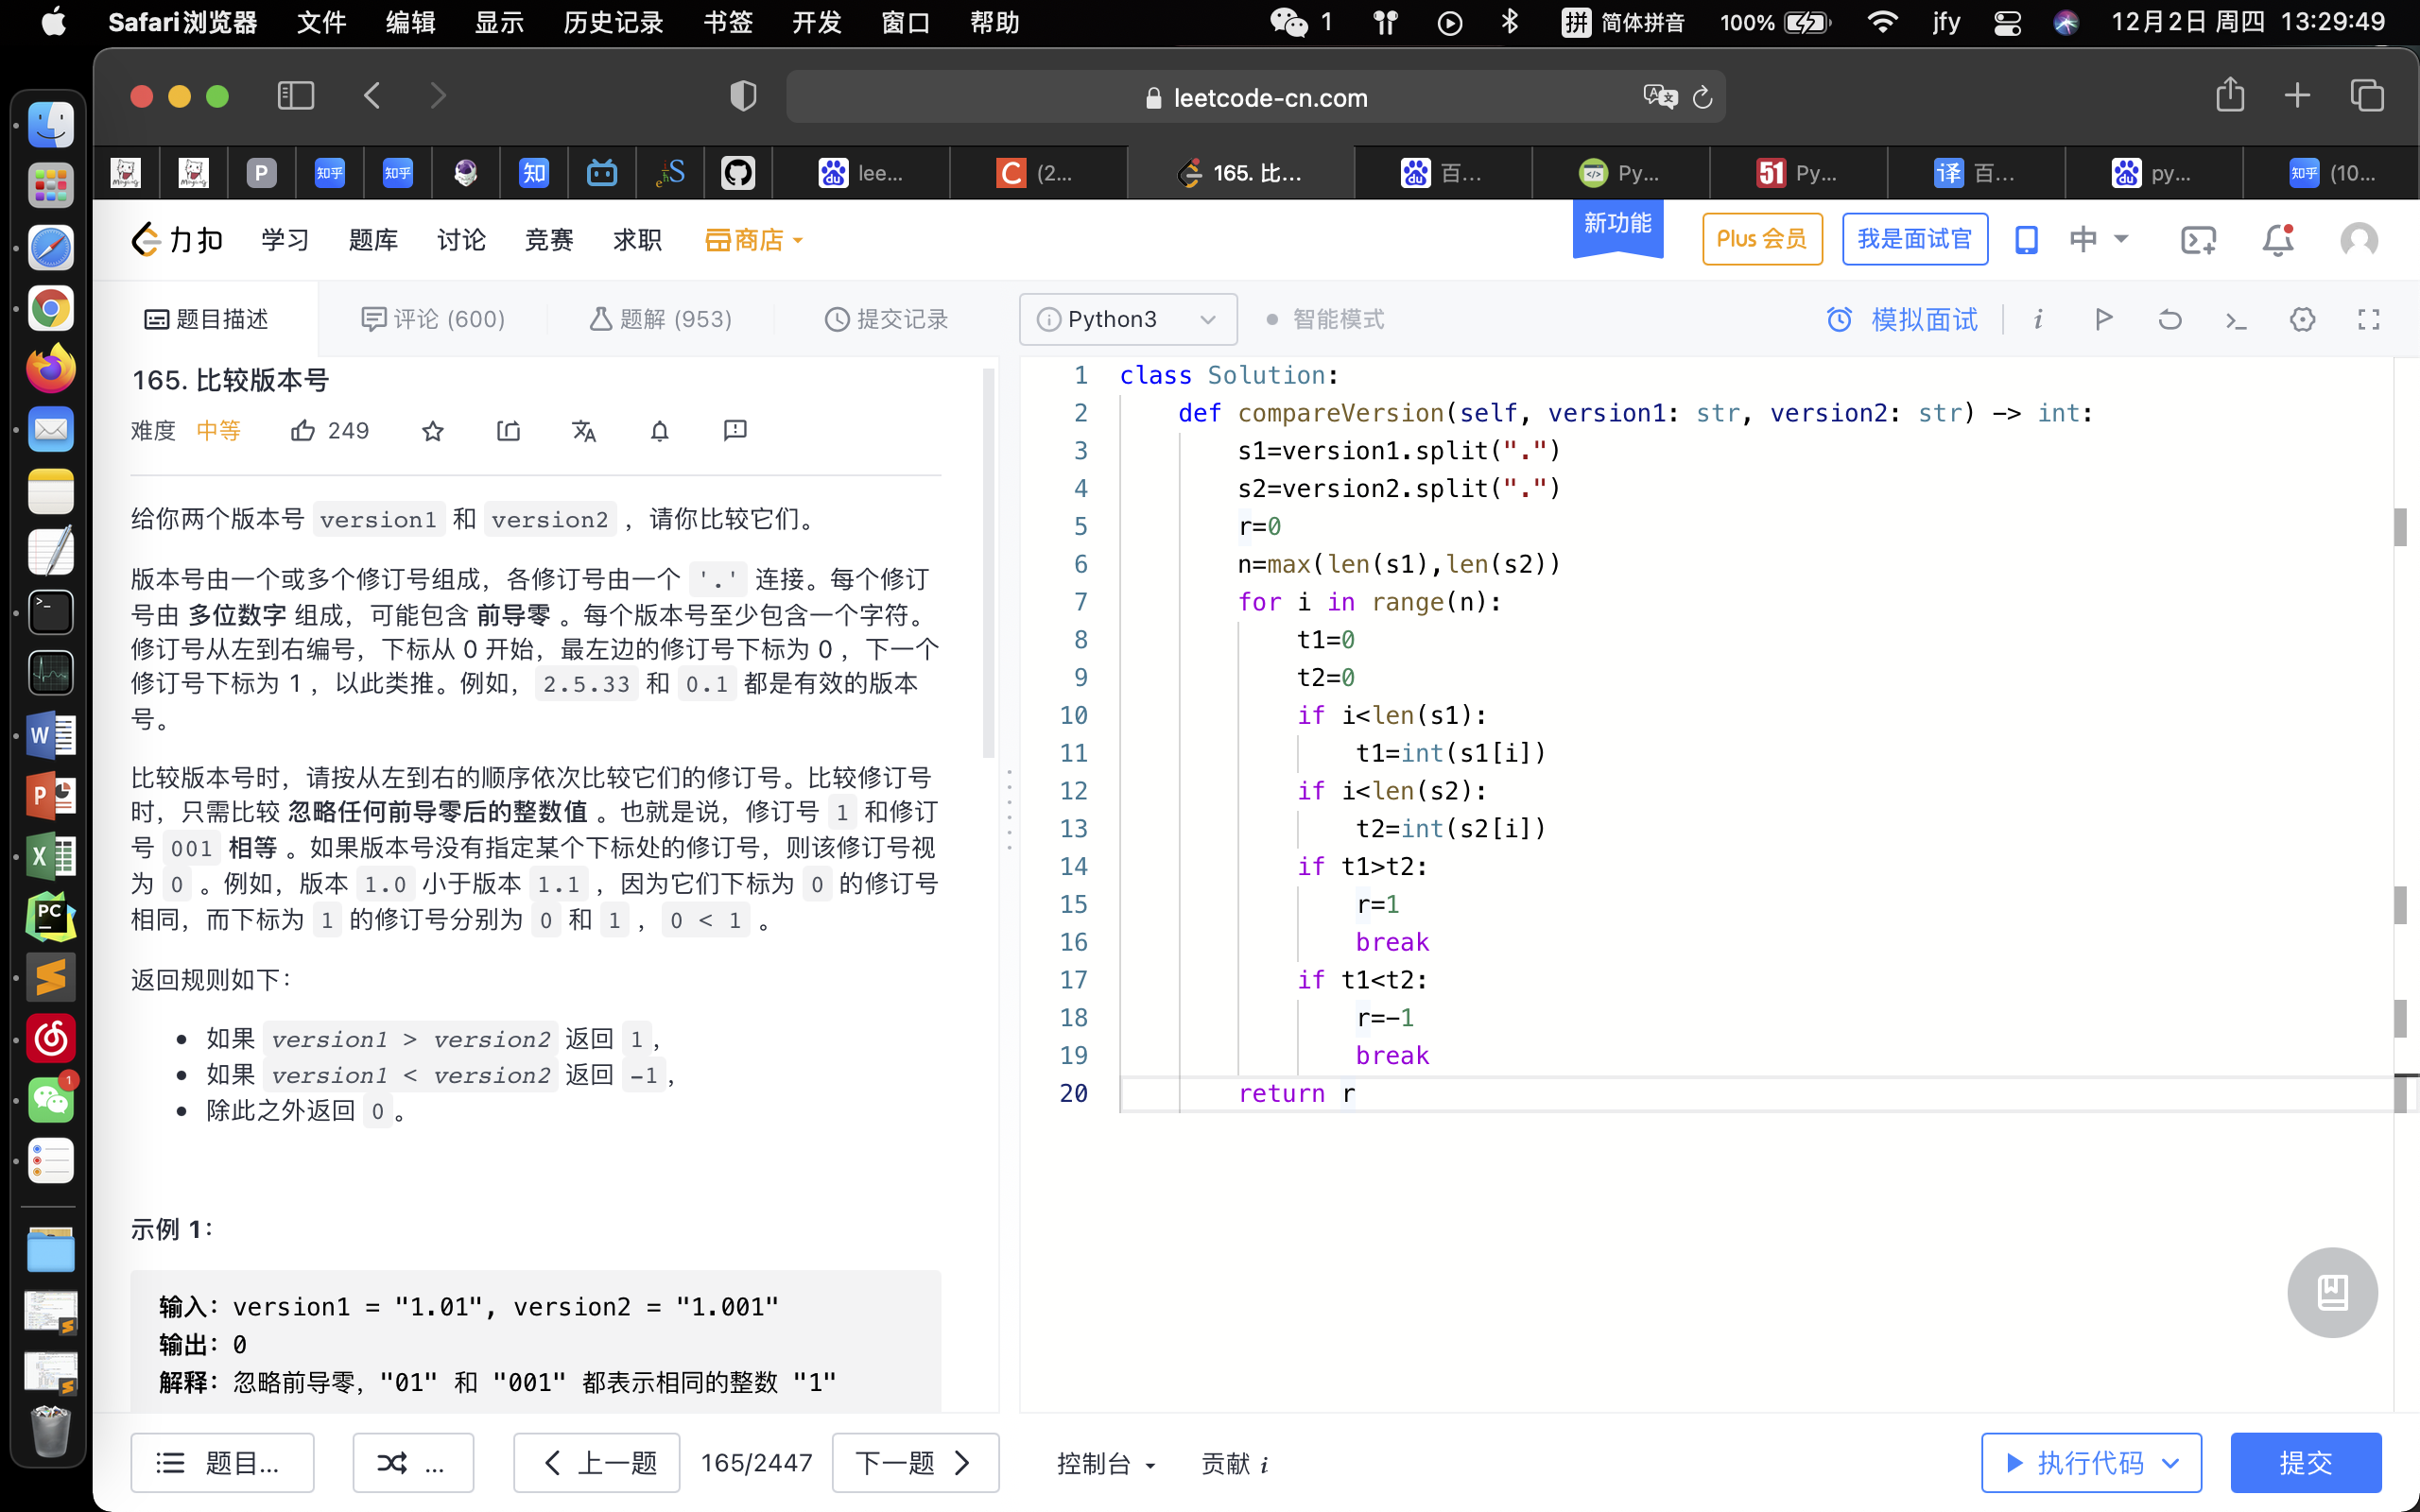 Safari浏览器 文件 编辑 显示 历史记录 书签 开发 窗口 帮助 1 拼 简体拼音 100% jfy 12月2日 周四 13:29:49
leetcode-cn.com
P 知乎 知乎 知 lee... C (2... 165. 比... 百... Py... 51 Py... 译 百... py... 知乎 (10...
力扣 学习 题库 讨论 竞赛 求职 商店 新功能 Plus 会员 我是面试官 中
题目描述 评论 (600) 题解 (953) 提交记录 Python3 智能模式 模拟面试
165. 比较版本号
难度 中等 249
给你两个版本号 version1 和 version2 ，请你比较它们。
版本号由一个或多个修订号组成，各修订号由一个 '.' 连接。每个修订
号由 多位数字 组成，可能包含 前导零 。每个版本号至少包含一个字符。
修订号从左到右编号，下标从 0 开始，最左边的修订号下标为 0 ，下一个
修订号下标为 1 ，以此类推。例如， 2.5.33 和 0.1 都是有效的版本
号。
比较版本号时，请按从左到右的顺序依次比较它们的修订号。比较修订号
时，只需比较 忽略任何前导零后的整数值 。也就是说，修订号 1 和修订
号 001 相等 。如果版本号没有指定某个下标处的修订号，则该修订号视
为 0 。例如，版本 1.0 小于版本 1.1 ，因为它们下标为 0 的修订号
相同，而下标为 1 的修订号分别为 0 和 1 ， 0 < 1 。
返回规则如下：
如果 version1 > version2 返回 1 ，
如果 version1 < version2 返回 -1 ，
除此之外返回 0 。
示例 1：
输入：version1 = "1.01", version2 = "1.001"
输出：0
解释：忽略前导零，"01" 和 "001" 都表示相同的整数 "1"
1 class Solution:
2 def compareVersion(self, version1: str, version2: str) -> int:
3 s1=version1.split(".")
4 s2=version2.split(".")
5 r=0
6 n=max(len(s1),len(s2))
7 for i in range(n):
8 t1=0
9 t2=0
10 if i<len(s1):
11 t1=int(s1[i])
12 if i<len(s2):
13 t2=int(s2[i])
14 if t1>t2:
15 r=1
16 break
17 if t1<t2:
18 r=-1
19 break
20 return r
题目... ... 上一题 165/2447 下一题 控制台 贡献 i 执行代码 提交